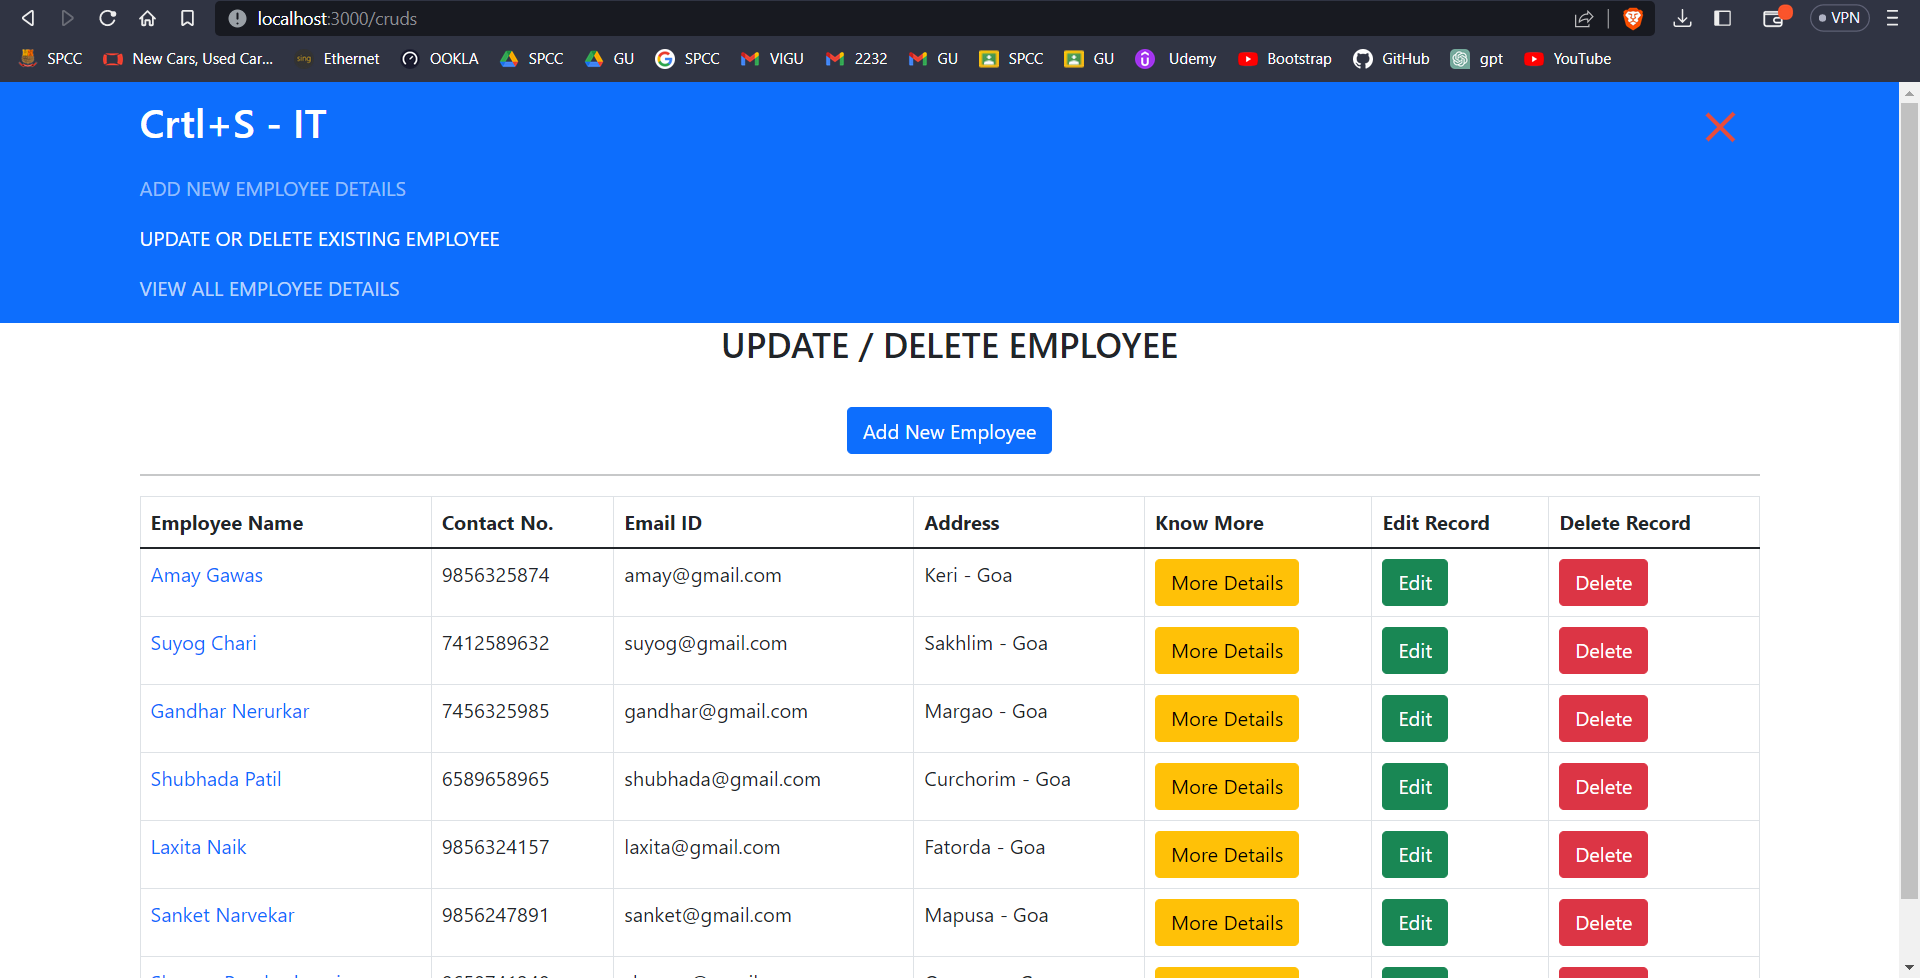 localhost:3000/cruds VPN
SPCC New Cars, Used Car... sing Ethernet OOKLA SPCC GU SPCC VIGU 2232 GU SPCC GU Udemy Bootstrap GitHub gpt YouTube
Crtl+S - IT
ADD NEW EMPLOYEE DETAILS
UPDATE OR DELETE EXISTING EMPLOYEE
VIEW ALL EMPLOYEE DETAILS
UPDATE / DELETE EMPLOYEE
Add New Employee
Employee Name Contact No. Email ID Address Know More Edit Record Delete Record
Amay Gawas 9856325874 amay@gmail.com Keri - Goa More Details Edit Delete
Suyog Chari 7412589632 suyog@gmail.com Sakhlim - Goa More Details Edit Delete
Gandhar Nerurkar 7456325985 gandhar@gmail.com Margao - Goa More Details Edit Delete
Shubhada Patil 6589658965 shubhada@gmail.com Curchorim - Goa More Details Edit Delete
Laxita Naik 9856324157 laxita@gmail.com Fatorda - Goa More Details Edit Delete
Sanket Narvekar 9856247891 sanket@gmail.com Mapusa - Goa More Details Edit Delete